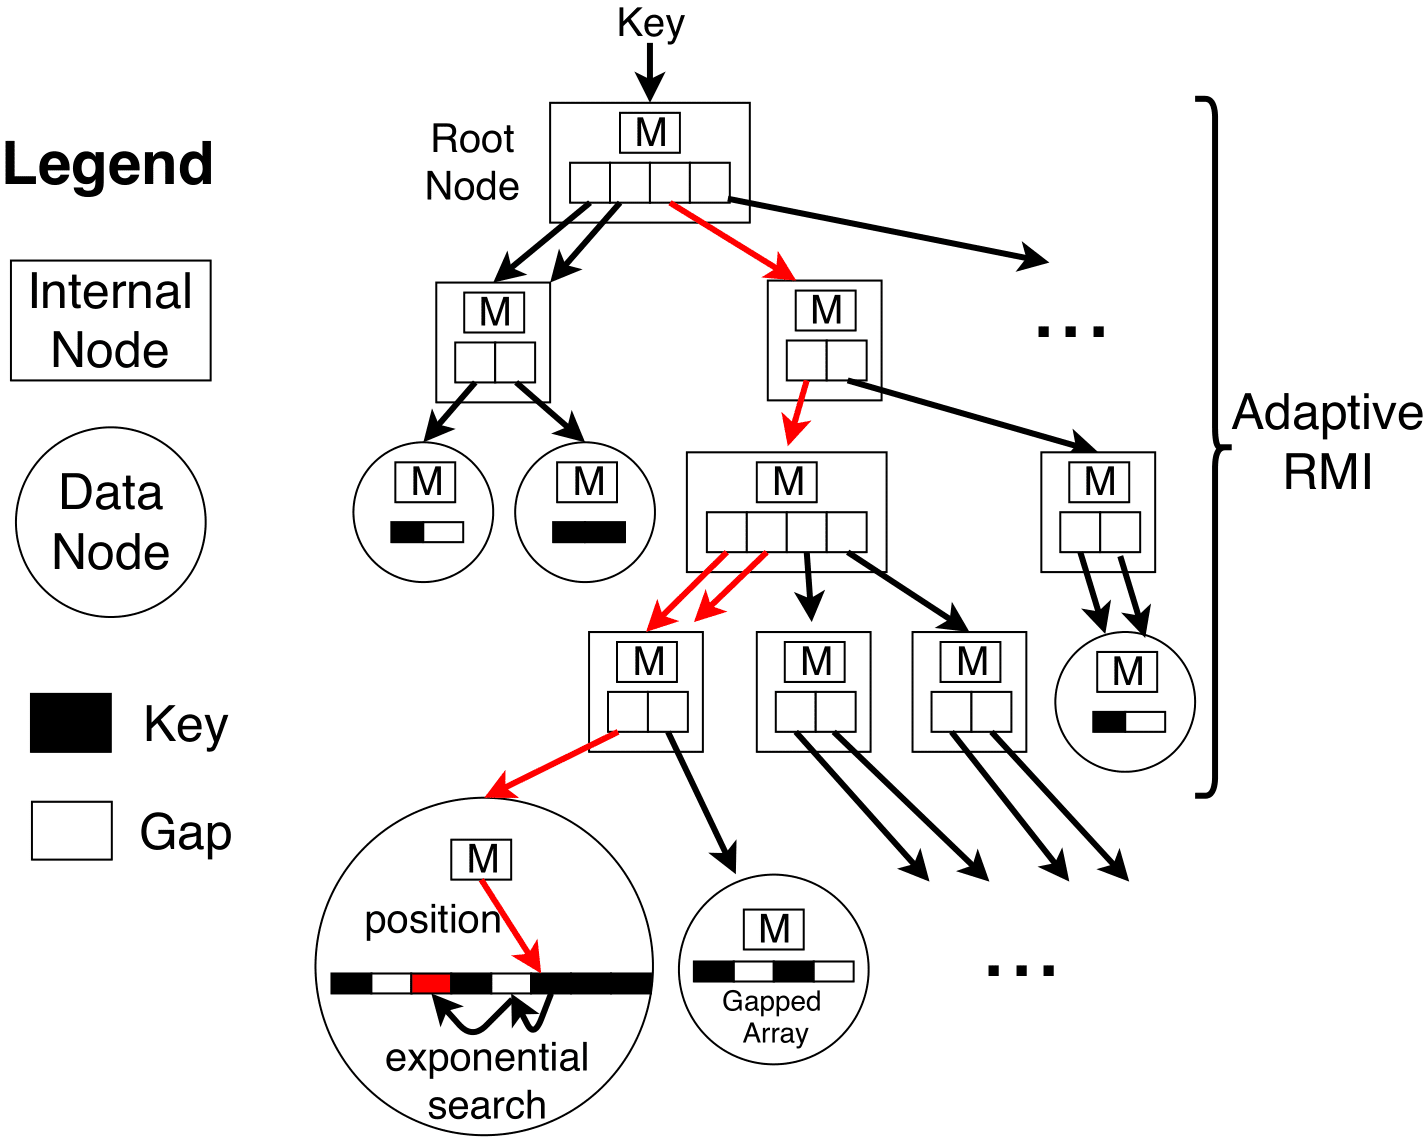 Key
Root
Node
M
Legend
Internal
Node
M
M
...
Adaptive
RMI
Data
Node
M
M
M
M
M
M
M
M
Key
Gap
M
position
exponential
search
M
Gapped
Array
...